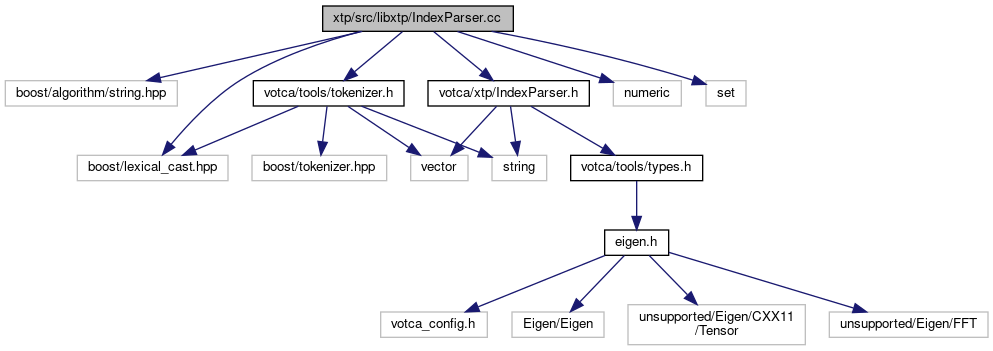 xtp/src/libxtp/IndexParser.cc
boost/algorithm/string.hpp
votca/tools/tokenizer.h
votca/xtp/IndexParser.h
numeric
set
boost/lexical_cast.hpp
boost/tokenizer.hpp
vector
string
votca/tools/types.h
eigen.h
votca_config.h
Eigen/Eigen
unsupported/Eigen/CXX11
/Tensor
unsupported/Eigen/FFT